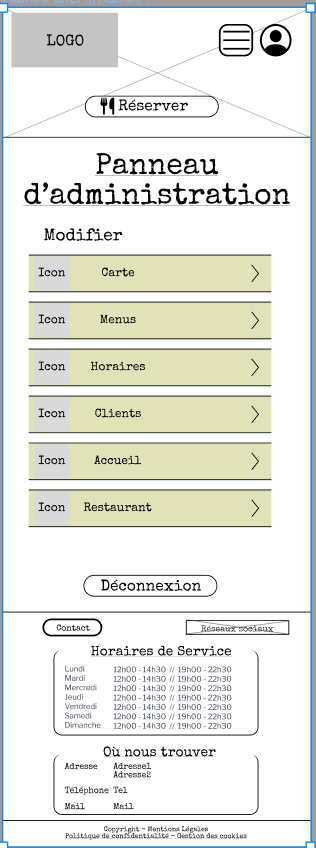 LOGO
Réserver
Panneau
d'administration
Modifier
Icon Carte
Icon Menus
Icon Horaires
Icon Clients
Icon Accueil
Icon Restaurant
Déconnexion
Contact
Réseaux sociaux
Horaires de Service
Lundi 12h00 - 14h30 // 19h00 - 22h30
Mardi 12h00 - 14h30 // 19h00 - 22h30
Mercredi 12h00 - 14h30 // 19h00 - 22h30
Jeudi 12h00 - 14h30 // 19h00 - 22h30
Vendredi 12h00 - 14h30 // 19h00 - 22h30
Samedi 12h00 - 14h30 // 19h00 - 22h30
Dimanche 12h00 - 14h30 // 19h00 - 22h30
Où nous trouver
Adresse Adresse1
Adresse2
Téléphone Tel
Mail Mail
Copyright - Mentions Légales
Politique de confidentialité - Gestion des cookies